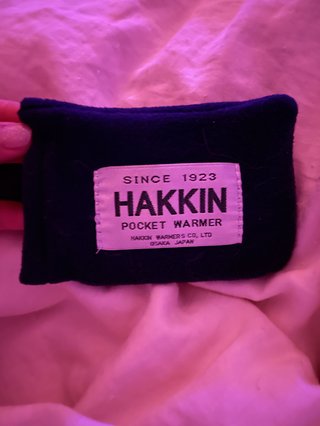 SINCE 1923
HAKKIN
POCKET WARMER
HAKKIN WARMERS CO., LTD
OSAKA JAPAN